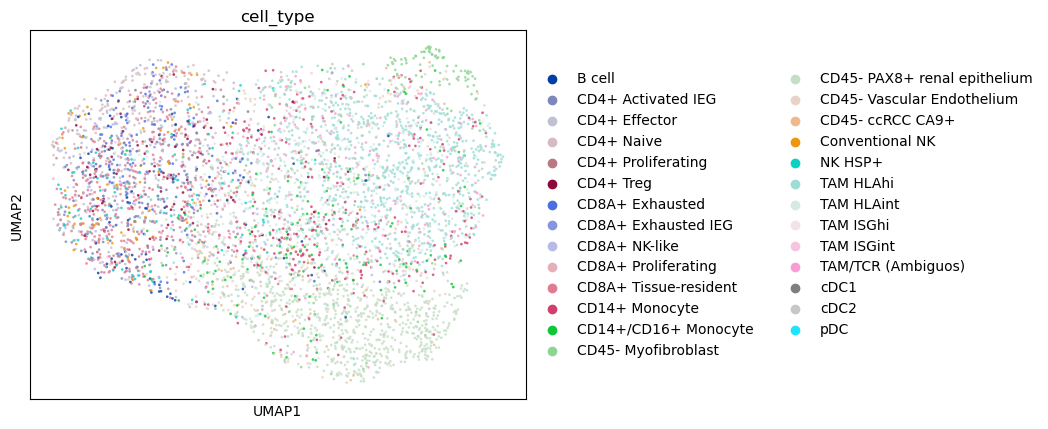 cell_type
UMAP2
UMAP1
B cell
CD4+ Activated IEG
CD4+ Effector
CD4+ Naive
CD4+ Proliferating
CD4+ Treg
CD8A+ Exhausted
CD8A+ Exhausted IEG
CD8A+ NK-like
CD8A+ Proliferating
CD8A+ Tissue-resident
CD14+ Monocyte
CD14+/CD16+ Monocyte
CD45- Myofibroblast
CD45- PAX8+ renal epithelium
CD45- Vascular Endothelium
CD45- ccRCC CA9+
Conventional NK
NK HSP+
TAM HLAhi
TAM HLAint
TAM ISGhi
TAM ISGint
TAM/TCR (Ambiguos)
cDC1
cDC2
pDC